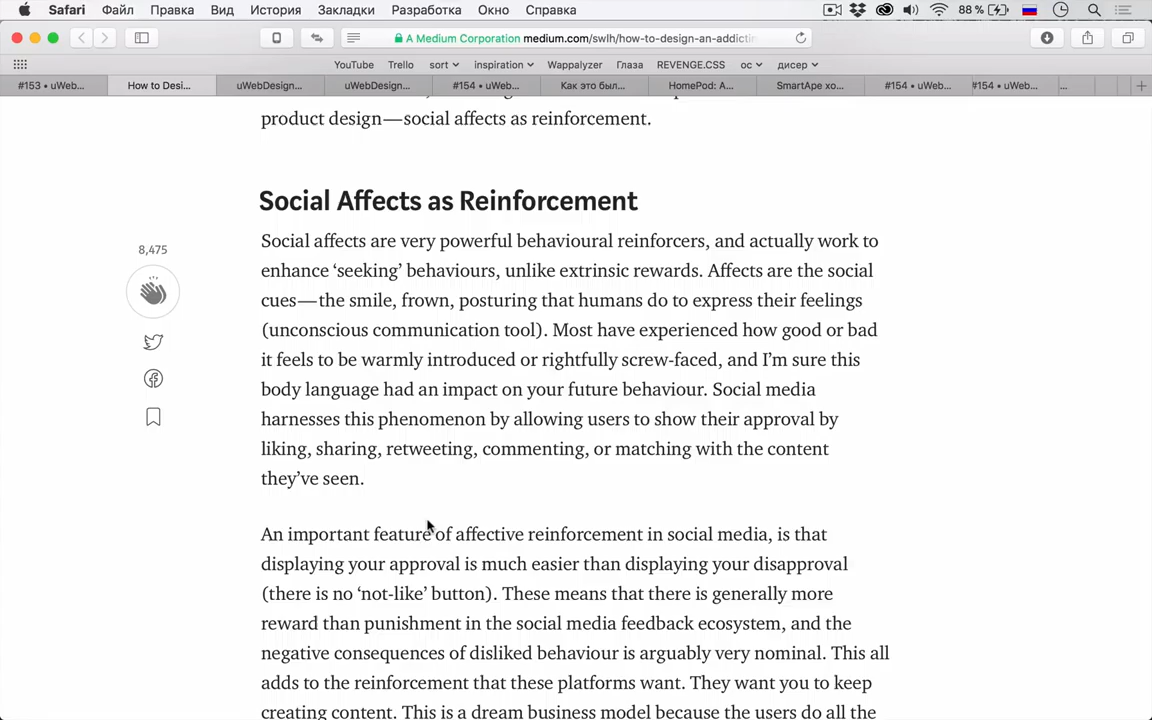 Safari Файл Правка Вид История Закладки Разработка Окно Справка 88 %
A Medium Corporation medium.com/swlh/how-to-design-an-addictin
YouTube Trello sort inspiration Wappalyzer Глаза REVENGE.CSS ос дисер
#153 • uWeb... How to Desi... uWebDesign... uWebDesign... #154 • uWeb... Как это был... HomePod: A... SmartApe хо... #154 • uWeb... #154 • uWeb... ...
product design—social affects as reinforcement.
Social Affects as Reinforcement
8,475
Social affects are very powerful behavioural reinforcers, and actually work to
enhance ‘seeking’ behaviours, unlike extrinsic rewards. Affects are the social
cues—the smile, frown, posturing that humans do to express their feelings
(unconscious communication tool). Most have experienced how good or bad
it feels to be warmly introduced or rightfully screw-faced, and I’m sure this
body language had an impact on your future behaviour. Social media
harnesses this phenomenon by allowing users to show their approval by
liking, sharing, retweeting, commenting, or matching with the content
they’ve seen.
An important feature of affective reinforcement in social media, is that
displaying your approval is much easier than displaying your disapproval
(there is no ‘not-like’ button). These means that there is generally more
reward than punishment in the social media feedback ecosystem, and the
negative consequences of disliked behaviour is arguably very nominal. This all
adds to the reinforcement that these platforms want. They want you to keep
creating content. This is a dream business model because the users do all the